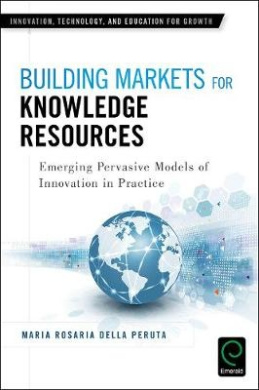 INNOVATION, TECHNOLOGY, AND EDUCATION FOR GROWTH
BUILDING MARKETS FOR
KNOWLEDGE
RESOURCES
Emerging Pervasive Models of
Innovation in Practice
MARIA ROSARIA DELLA PERUTA
Emerald